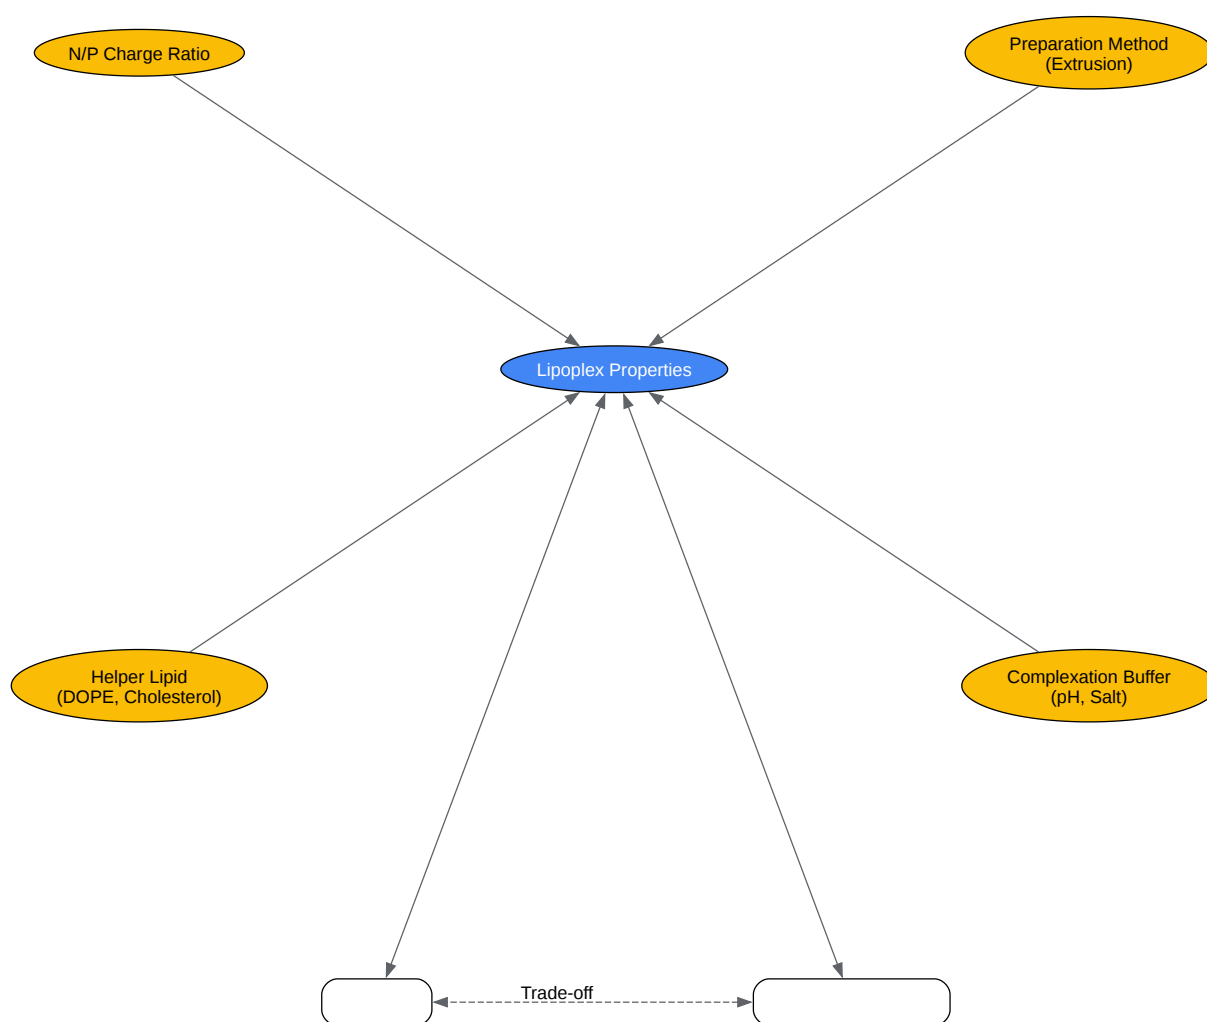 N/P Charge Ratio
Preparation Method
(Extrusion)
Lipoplex Properties
Helper Lipid
(DOPE, Cholesterol)
Complexation Buffer
(pH, Salt)
Trade-off